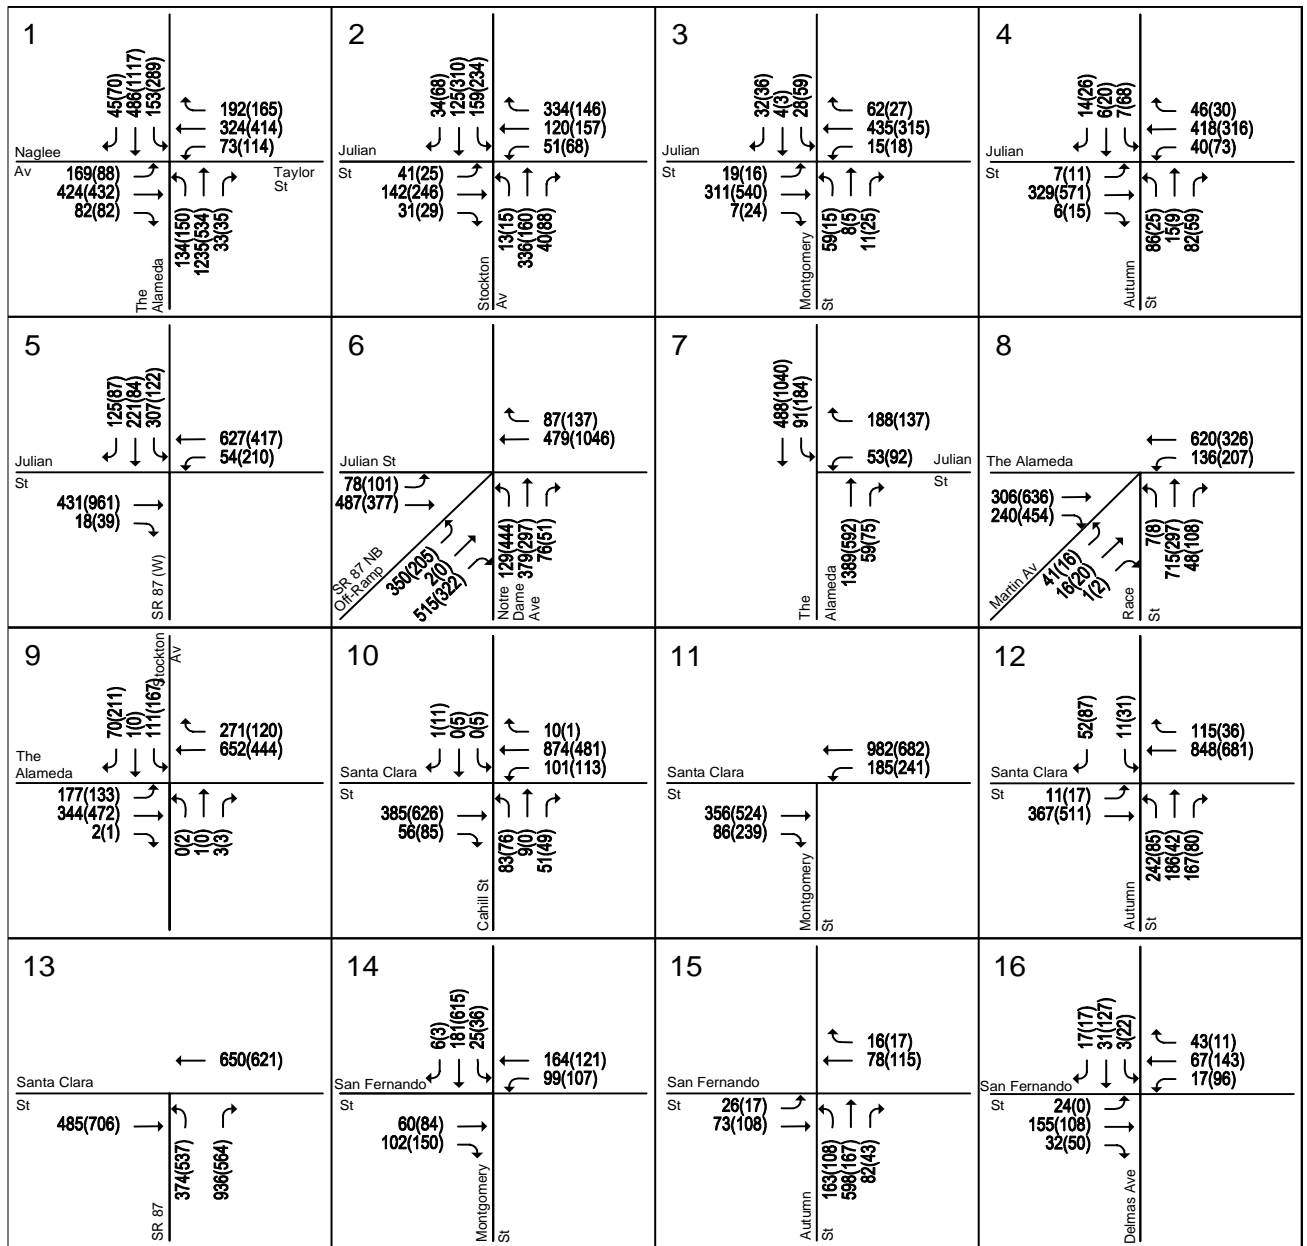 1
45(70)
486(1117)
153(289)
192(165)
324(414)
73(114)
Naglee
Av
Taylor
St
169(88)
424(432)
82(82)
134(150)
1235(534)
33(35)
The
Alameda
2
34(68)
125(310)
159(234)
334(146)
120(157)
51(68)
Julian
St
41(25)
142(246)
31(29)
13(15)
336(160)
40(88)
Stockton
Av
3
32(36)
4(3)
28(59)
62(27)
435(315)
15(18)
Julian
St
19(16)
311(540)
7(24)
59(15)
8(5)
11(25)
Montgomery
St
4
14(26)
6(20)
7(68)
46(30)
418(316)
40(73)
Julian
St
7(11)
329(571)
6(15)
86(25)
15(9)
82(59)
Autumn
St
5
125(87)
221(84)
307(122)
627(417)
54(210)
Julian
St
431(961)
18(39)
SR 87 (W)
6
87(137)
479(1046)
Julian St
78(101)
487(377)
SR 87 NB
Off-Ramp
350(205)
2(0)
515(322)
129(444)
379(297)
76(51)
Notre
Dame
Ave
7
488(1040)
91(184)
188(137)
53(92)
Julian
St
1389(592)
59(75)
The
Alameda
8
620(326)
136(207)
The Alameda
306(636)
240(454)
Martin Av
41(16)
16(20)
1(2)
7(8)
715(297)
48(108)
Race
St
9
Stockton
Av
70(211)
1(0)
111(167)
271(120)
652(444)
The
Alameda
177(133)
344(472)
2(1)
0(2)
1(0)
3(3)
10
1(11)
0(5)
0(5)
10(1)
874(481)
101(113)
Santa Clara
St
385(626)
56(85)
83(76)
9(0)
51(49)
Cahill St
11
982(682)
185(241)
Santa Clara
St
356(524)
86(239)
Montgomery
St
12
52(87)
11(31)
115(36)
848(681)
Santa Clara
St
11(17)
367(511)
242(85)
186(42)
167(80)
Autumn
St
13
650(621)
Santa Clara
St
485(706)
374(537)
936(564)
SR 87
14
6(3)
181(615)
25(36)
164(121)
99(107)
San Fernando
St
60(84)
102(150)
Montgomery
St
15
16(17)
78(115)
San Fernando
St
26(17)
73(108)
163(108)
598(167)
82(43)
Autumn
St
16
17(17)
31(127)
3(22)
43(11)
67(143)
17(96)
San Fernando
St
24(0)
155(108)
32(50)
Delmas Ave